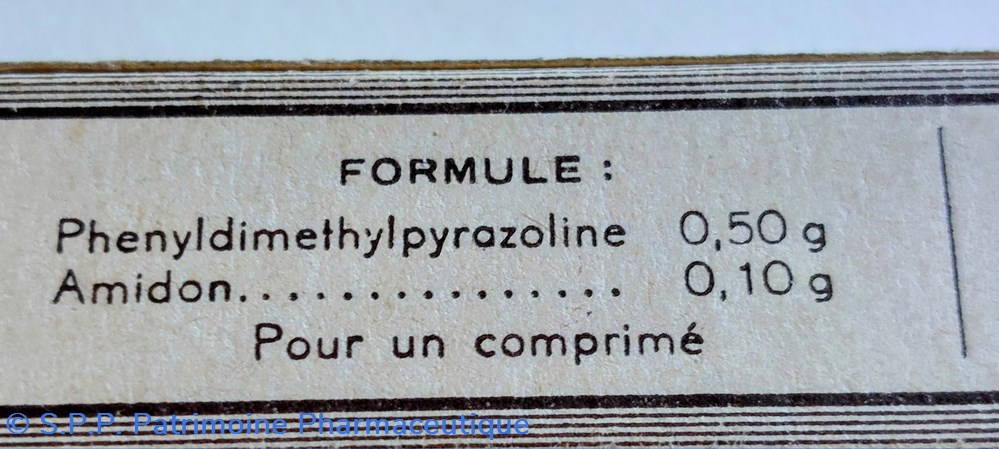 FORMULE :
Phenyldimethylpyrazoline 0,50 g
Amidon............... 0,10 g
Pour un comprimé
© S.P.P. Patrimoine Pharmaceutique